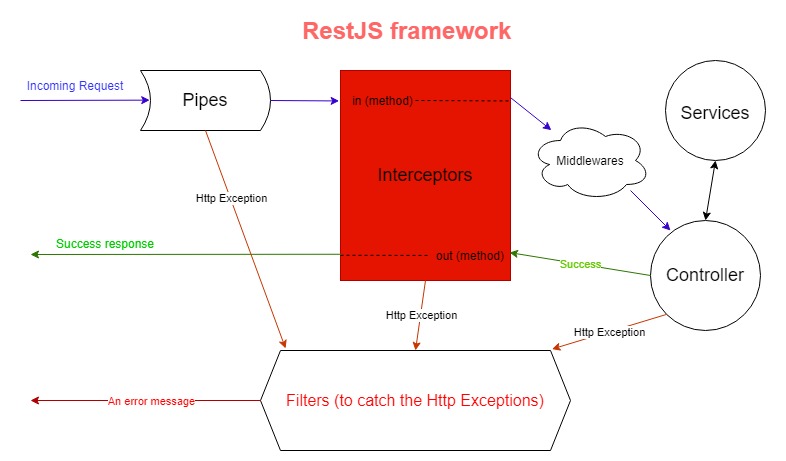 RestJS framework
Incoming Request
Pipes
in (method)
Services
Middlewares
Interceptors
Http Exception
Success response
out (method)
Success
Controller
Http Exception
Http Exception
Filters (to catch the Http Exceptions)
An error message